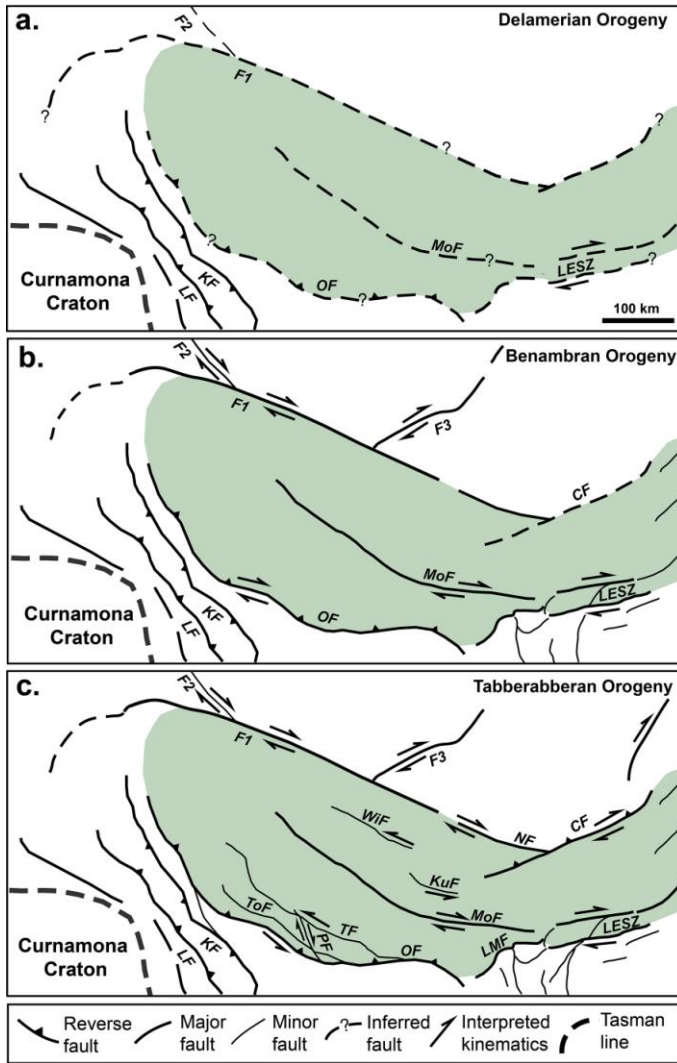 a.
Delamerian Orogeny
F2
F1
?
?
?
?
MoF
?
LESZ
?
Curnamona
Craton
LF
KF
OF
?
100 km
b.
Benambran Orogeny
F2
F1
F3
CF
MoF
LESZ
Curnamona
Craton
LF
KF
OF
c.
Tabberabberan Orogeny
F2
F1
F3
WiF
NF
CF
KuF
MoF
LESZ
ToF
PF
TF
OF
LMF
Curnamona
Craton
LF
KF
Reverse
fault
Major
fault
Minor
fault
?
Inferred
fault
Interpreted
kinematics
Tasman
line